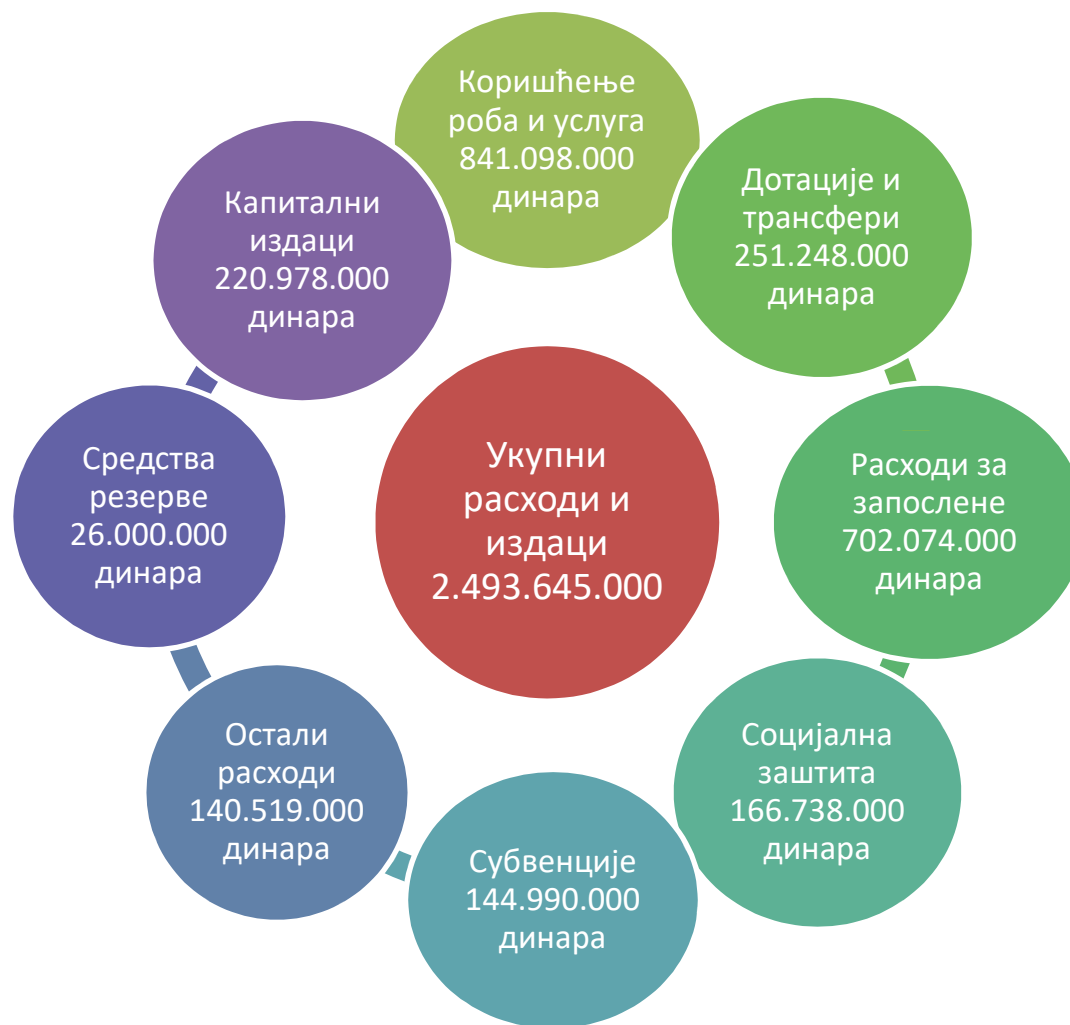 Коришћење
роба и услуга
841.098.000
динара
Дотације и
трансфери
251.248.000
динара
Расходи за
запослене
702.074.000
динара
Социјална
заштита
166.738.000
динара
Субвенције
144.990.000
динара
Остали
расходи
140.519.000
динара
Средства
резерве
26.000.000
динара
Капитални
издаци
220.978.000
динара
Укупни
расходи и
издаци
2.493.645.000